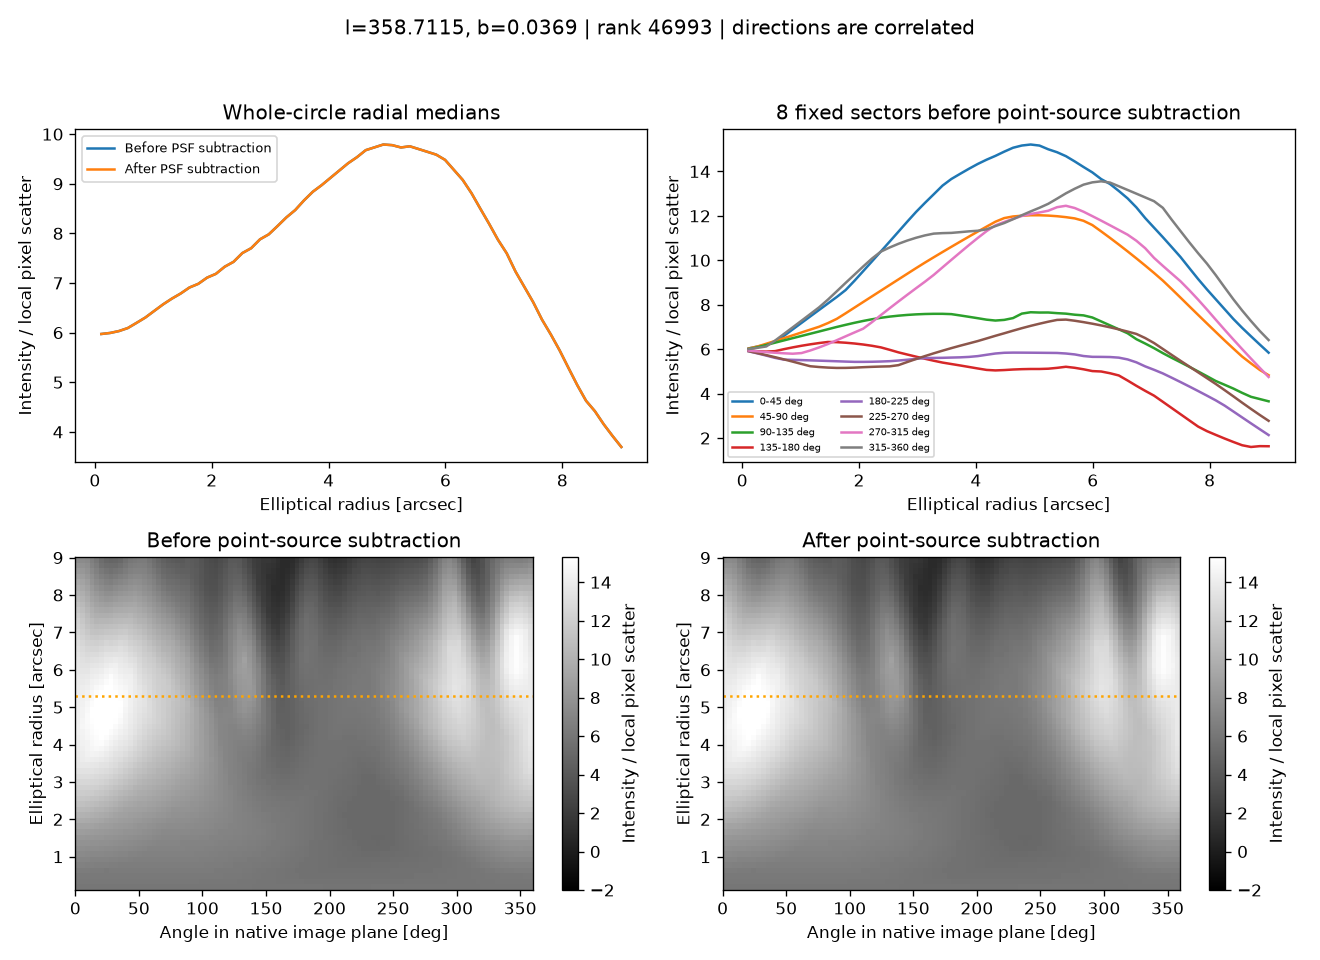 l=358.7115, b=0.0369 | rank 46993 | directions are correlated
Whole-circle radial medians
Before PSF subtraction
After PSF subtraction
Intensity / local pixel scatter
10
9
8
7
6
5
4
0 2 4 6 8
Elliptical radius [arcsec]
8 fixed sectors before point-source subtraction
Intensity / local pixel scatter
14
12
10
8
6
4
2
0-45 deg
45-90 deg
90-135 deg
135-180 deg
180-225 deg
225-270 deg
270-315 deg
315-360 deg
0 2 4 6 8
Elliptical radius [arcsec]
Before point-source subtraction
Elliptical radius [arcsec]
9
8
7
6
5
4
3
2
1
0 50 100 150 200 250 300 350
Angle in native image plane [deg]
14
12
10
8
6
4
2
0
−2
Intensity / local pixel scatter
After point-source subtraction
Elliptical radius [arcsec]
9
8
7
6
5
4
3
2
1
0 50 100 150 200 250 300 350
Angle in native image plane [deg]
14
12
10
8
6
4
2
0
−2
Intensity / local pixel scatter